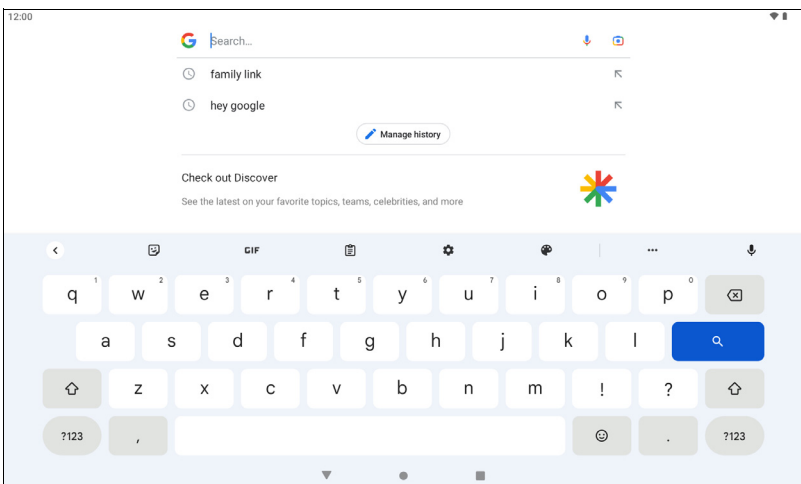 12:00
Search...
family link
hey google
Manage history
Check out Discover
See the latest on your favorite topics, teams, celebrities, and more
GIF
q 1 w 2 e 3 r 4 t 5 y 6 u 7 i 8 o 9 p 0
a s d f g h j k l
z x c v b n m ! ?
?123 , . ?123